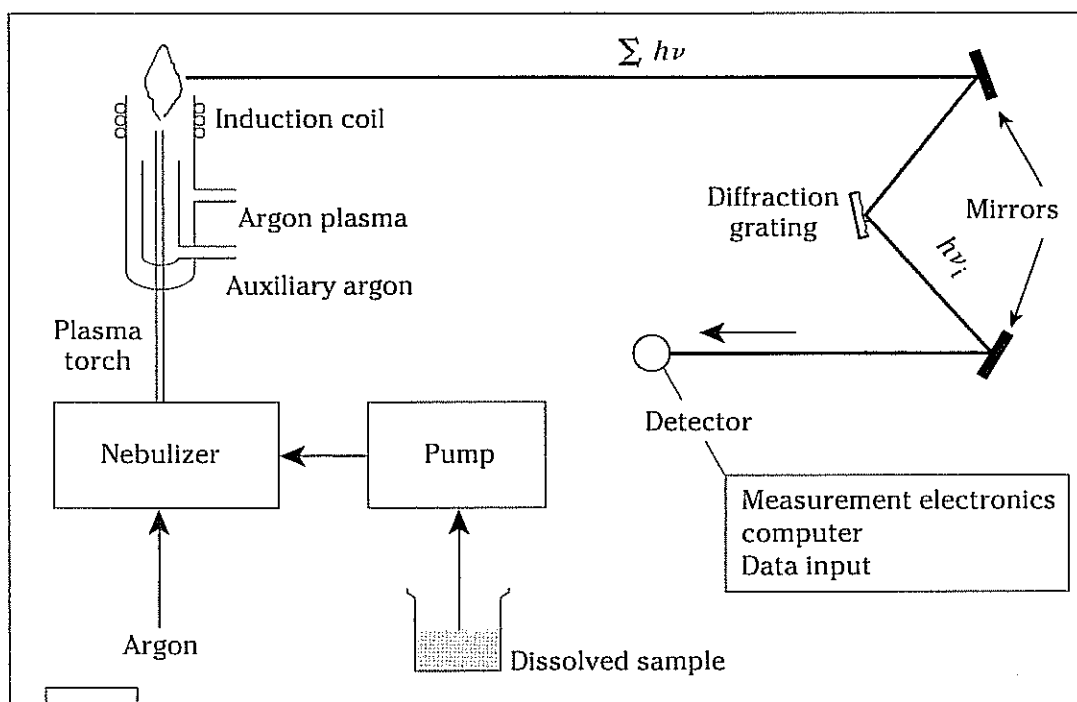 ∑ hν
Induction coil
Argon plasma
Auxiliary argon
Plasma
torch
Diffraction
grating
Mirrors
hνi
Nebulizer
Pump
Detector
Measurement electronics
computer
Data input
Argon
Dissolved sample